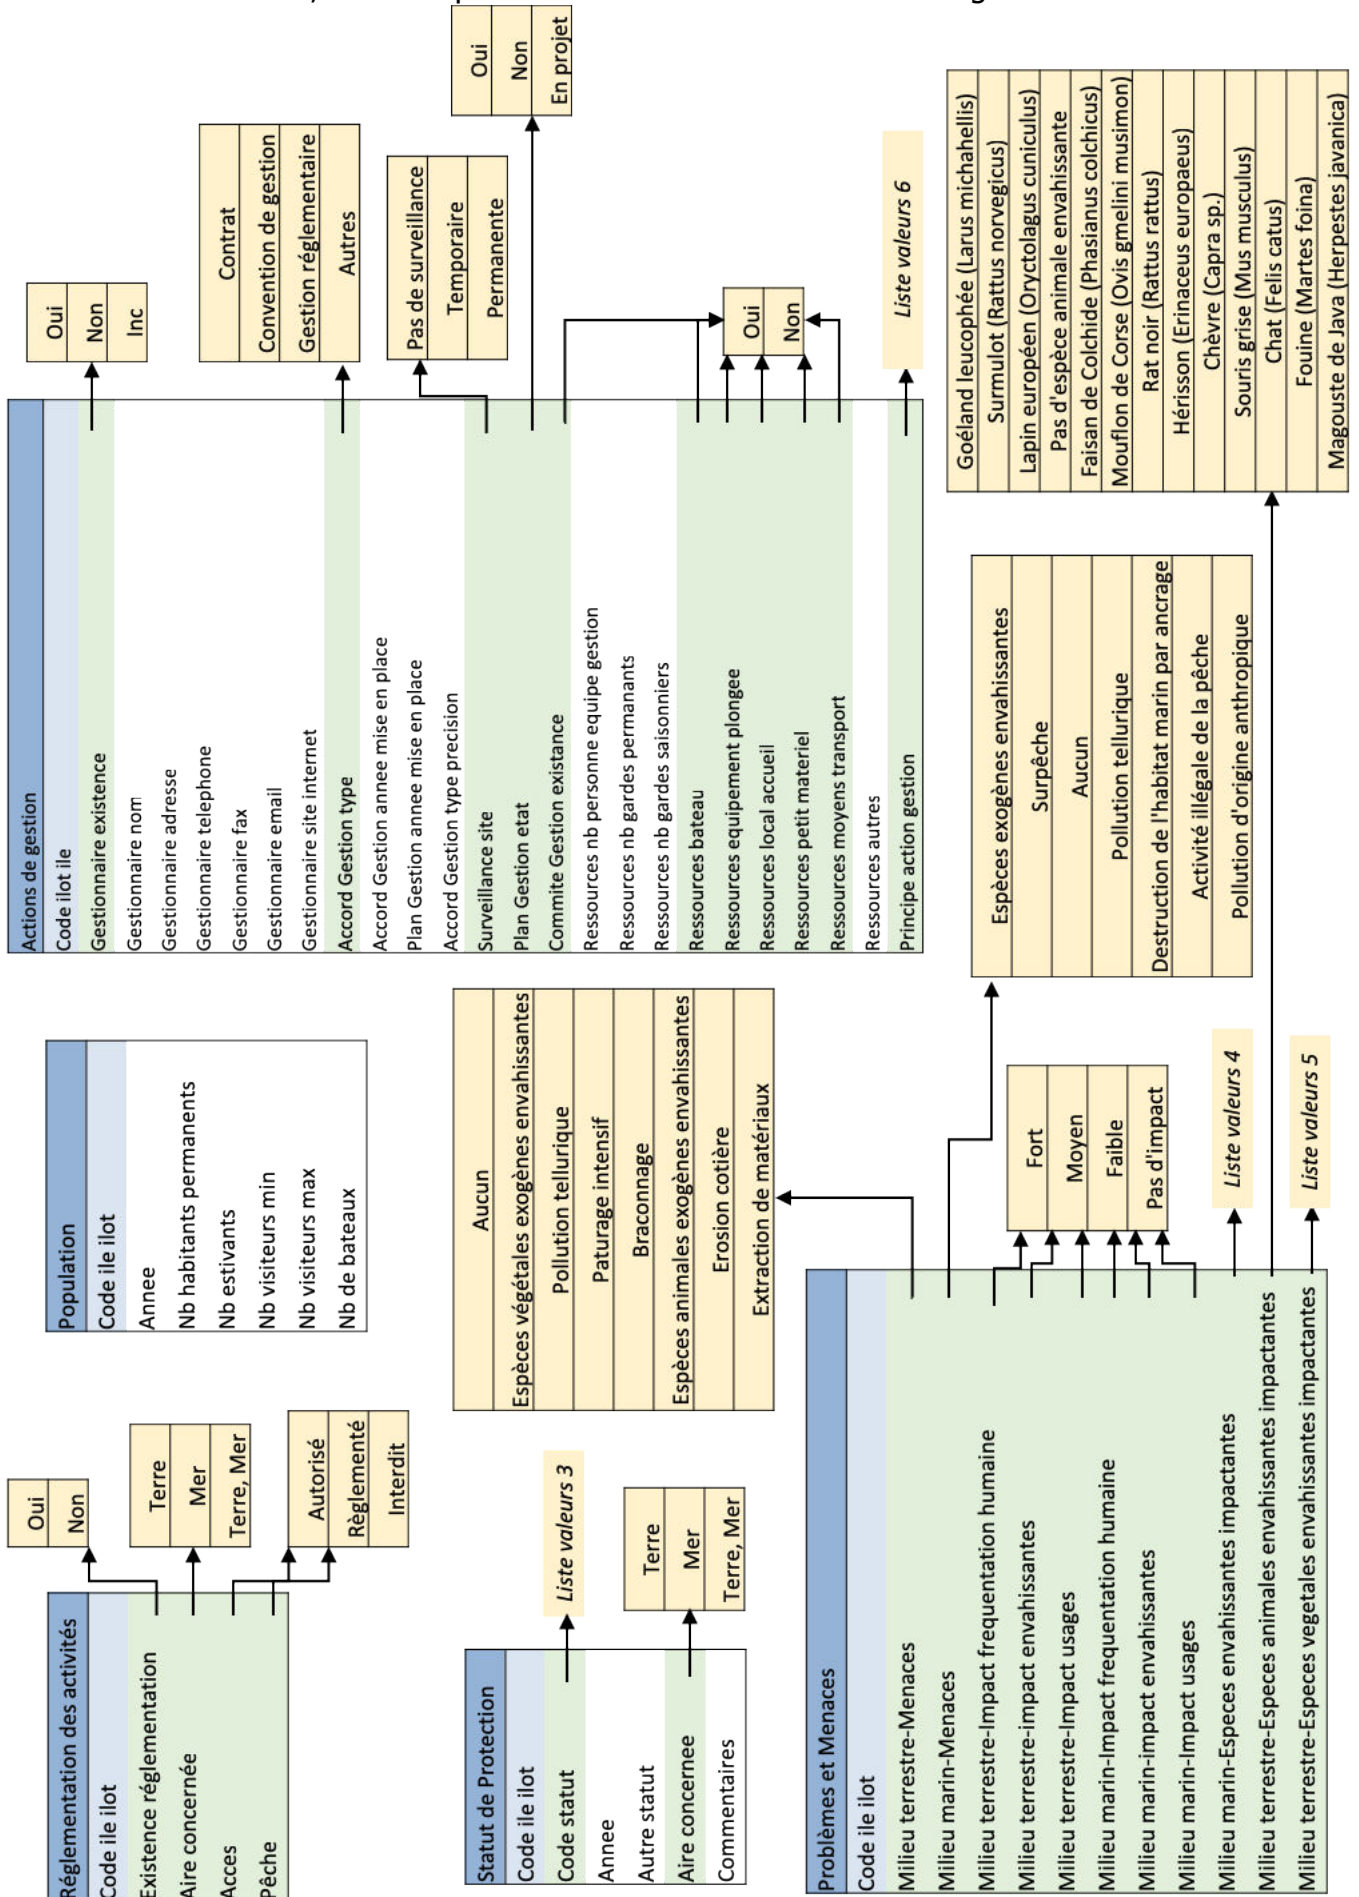 Réglementation des activités
Code ile ilot
Existence réglementation
Aire concernée
Acces
Pêche
Oui
Non
Terre
Mer
Terre, Mer
Autorisé
Règlementé
Interdit
Population
Code ile ilot
Annee
Nb habitants permanents
Nb estivants
Nb visiteurs min
Nb visiteurs max
Nb de bateaux
Actions de gestion
Code ilot ile
Gestionnaire existence
Gestionnaire nom
Gestionnaire adresse
Gestionnaire telephone
Gestionnaire fax
Gestionnaire email
Gestionnaire site internet
Accord Gestion type
Accord Gestion annee mise en place
Plan Gestion annee mise en place
Accord Gestion type precision
Surveillance site
Plan Gestion etat
Commite Gestion existance
Ressources nb personne equipe gestion
Ressources nb gardes permanants
Ressources nb gardes saisonniers
Ressources bateau
Ressources equipement plongee
Ressources local accueil
Ressources petit materiel
Ressources moyens transport
Ressources autres
Principe action gestion
Oui
Non
Inc
Contrat
Convention de gestion
Gestion réglementaire
Autres
Pas de surveillance
Temporaire
Permanente
Oui
Non
En projet
Oui
Non
Liste valeurs 6
Statut de Protection
Code ile ilot
Code statut
Annee
Autre statut
Aire concernee
Commentaires
Liste valeurs 3
Terre
Mer
Terre, Mer
Problèmes et Menaces
Code ile ilot
Milieu terrestre-Menaces
Milieu marin-Menaces
Milieu terrestre-Impact frequentation humaine
Milieu terrestre-impact envahissantes
Milieu terrestre-Impact usages
Milieu marin-Impact frequentation humaine
Milieu marin-impact envahissantes
Milieu marin-Impact usages
Milieu marin-Especes envahissantes impactantes
Milieu terrestre-Especes animales envahissantes impactantes
Milieu terrestre-Especes vegetales envahissantes impactantes
Aucun
Espèces végétales exogènes envahissantes
Pollution tellurique
Paturage intensif
Braconnage
Espèces animales exogènes envahissantes
Erosion cotière
Extraction de matériaux
Fort
Moyen
Faible
Pas d'impact
Liste valeurs 4
Liste valeurs 5
Espèces exogènes envahissantes
Surpêche
Aucun
Pollution tellurique
Destruction de l'habitat marin par ancrage
Activité illégale de la pêche
Pollution d'origine anthropique
Goéland leucophée (Larus michahellis)
Surmulot (Rattus norvegicus)
Lapin européen (Oryctolagus cuniculus)
Pas d'espèce animale envahissante
Faisan de Colchide (Phasianus colchicus)
Mouflon de Corse (Ovis gmelini musimon)
Rat noir (Rattus rattus)
Hérisson (Erinaceus europaeus)
Chèvre (Capra sp.)
Souris grise (Mus musculus)
Chat (Felis catus)
Fouine (Martes foina)
Magouste de Java (Herpestes javanica)